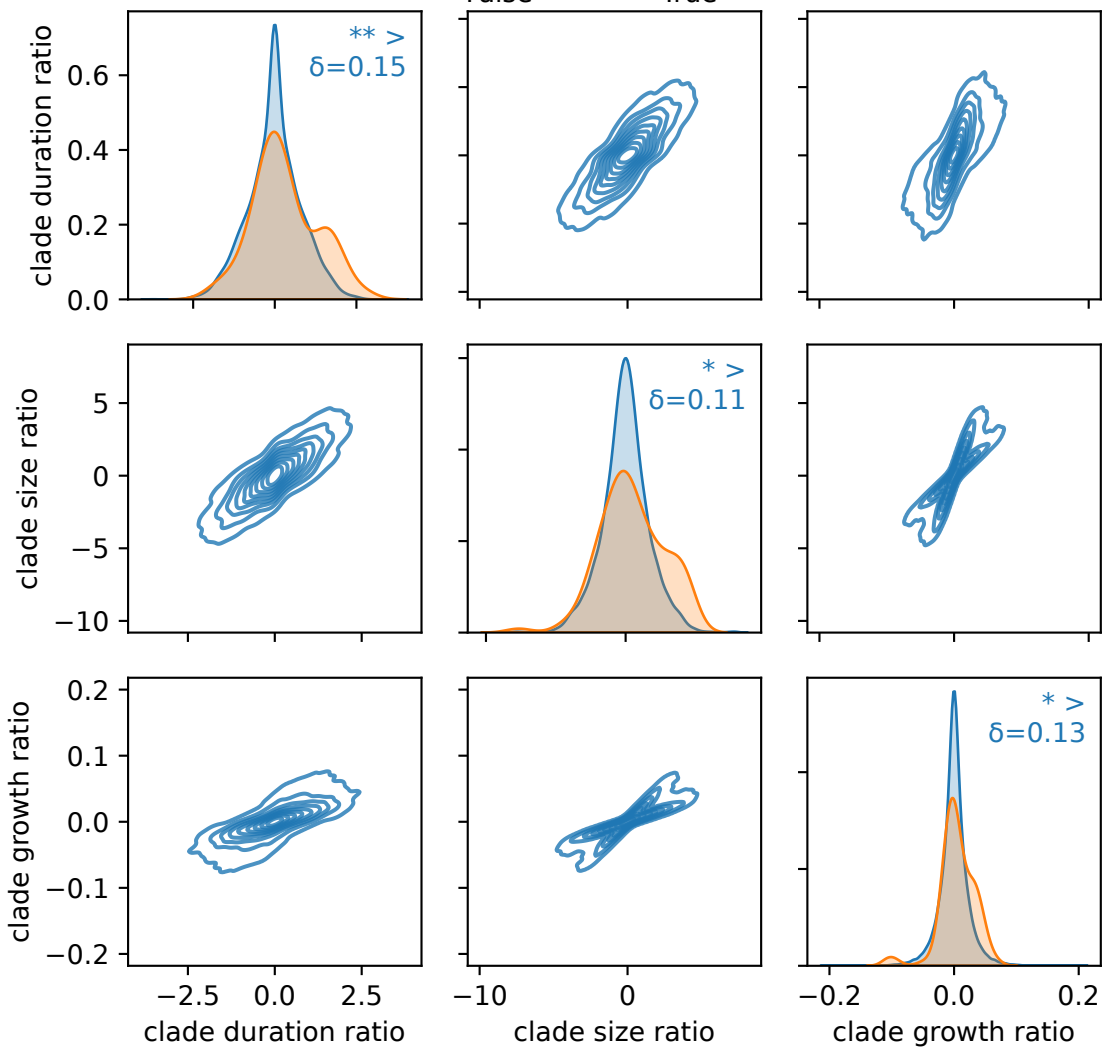 False True
clade duration ratio
0.6
0.4
0.2
0.0
** >
δ=0.15
clade size ratio
5
0
−5
−10
* >
δ=0.11
clade growth ratio
0.2
0.1
0.0
−0.1
−0.2
* >
δ=0.13
−2.5 0.0 2.5
−10 0
−0.2 0.0 0.2
clade duration ratio
clade size ratio
clade growth ratio